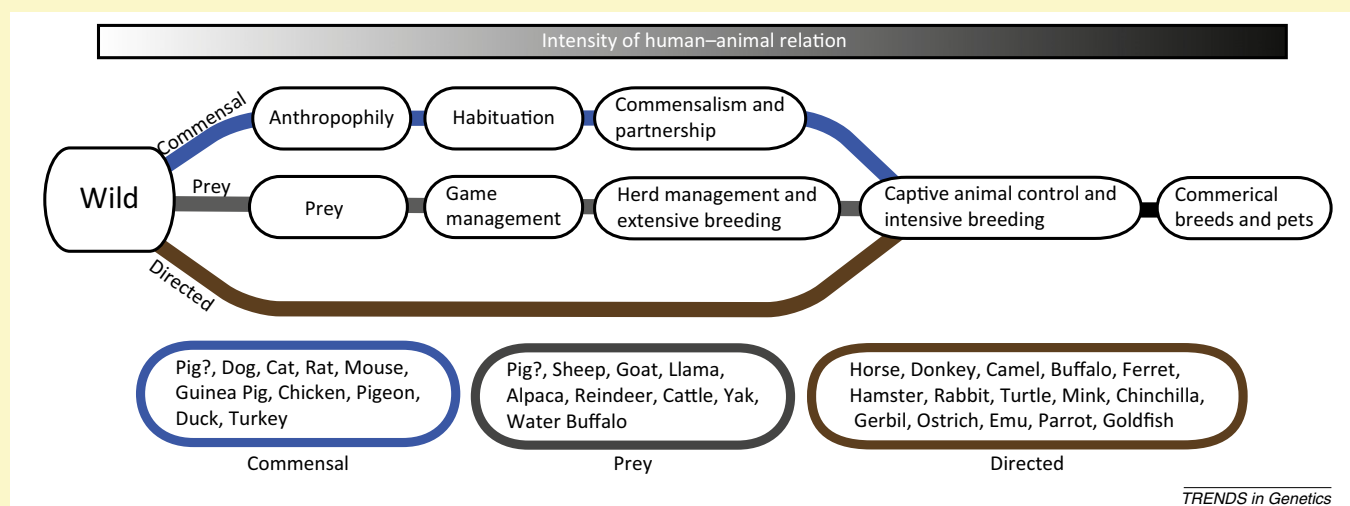 Intensity of human–animal relation
Commensal
Anthropophily
Habituation
Commensalism and
partnership
Wild
Prey
Prey
Game
management
Herd management and
extensive breeding
Captive animal control and
intensive breeding
Commerical
breeds and pets
Directed
Pig?, Dog, Cat, Rat, Mouse,
Guinea Pig, Chicken, Pigeon,
Duck, Turkey
Commensal
Pig?, Sheep, Goat, Llama,
Alpaca, Reindeer, Cattle, Yak,
Water Buffalo
Prey
Horse, Donkey, Camel, Buffalo, Ferret,
Hamster, Rabbit, Turtle, Mink, Chinchilla,
Gerbil, Ostrich, Emu, Parrot, Goldfish
Directed
TRENDS in Genetics